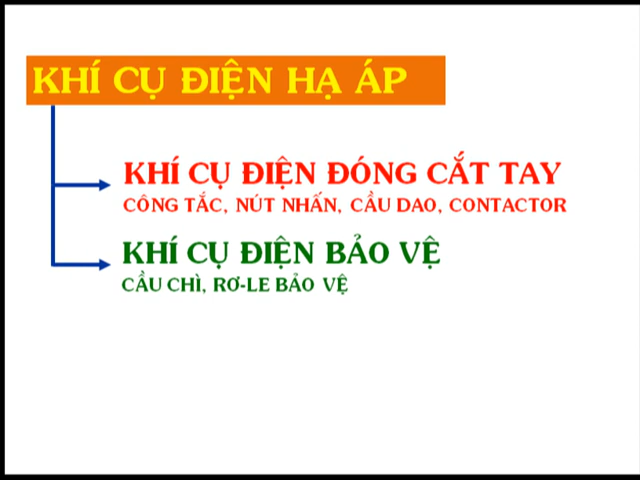 KHÍ CỤ ĐIỆN HẠ ÁP
KHÍ CỤ ĐIỆN ĐÓNG CẮT TAY
CÔNG TẮC, NÚT NHẤN, CẦU DAO, CONTACTOR
KHÍ CỤ ĐIỆN BẢO VỆ
CẦU CHÌ, RƠ-LE BẢO VỆ